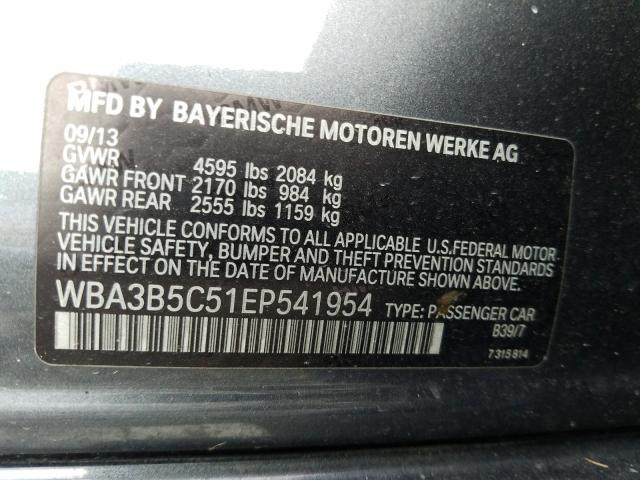 MFD BY BAYERISCHE MOTOREN WERKE AG
09/13
GVWR 4595 lbs 2084 kg
GAWR FRONT 2170 lbs 984 kg
GAWR REAR 2555 lbs 1159 kg
THIS VEHICLE CONFORMS TO ALL APPLICABLE U.S.FEDERAL MOTOR
VEHICLE SAFETY, BUMPER AND THEFT PREVENTION STANDARDS
IN EFFECT ON THE DATE OF MANUFACTURE SHOWN ABOVE.
WBA3B5C51EP541954 TYPE: PASSENGER CAR
B39/7
7315814